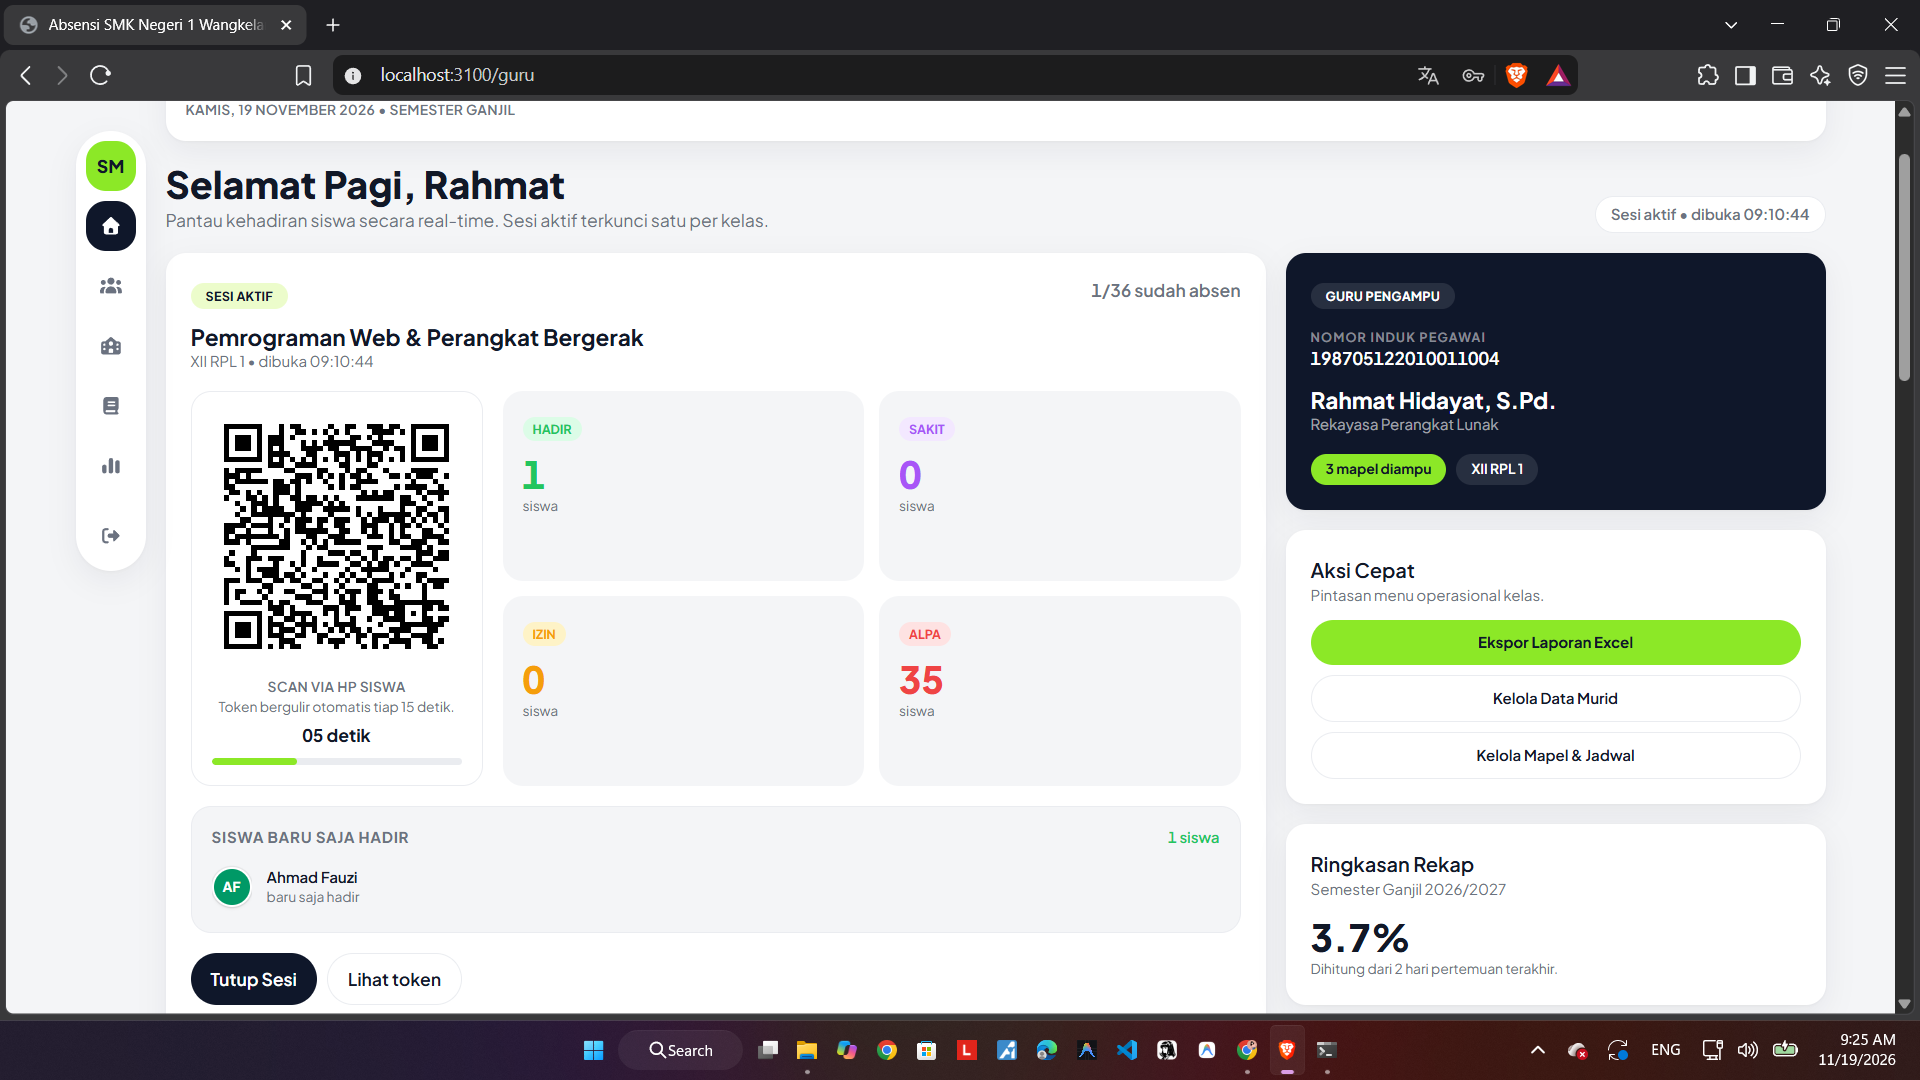 Absensi SMK Negeri 1 Wangkela
localhost:3100/guru
KAMIS, 19 NOVEMBER 2026 • SEMESTER GANJIL
SM
Selamat Pagi, Rahmat
Pantau kehadiran siswa secara real-time. Sesi aktif terkunci satu per kelas.
Sesi aktif • dibuka 09:10:44
SESI AKTIF
1/36 sudah absen
Pemrograman Web & Perangkat Bergerak
XII RPL 1 • dibuka 09:10:44
SCAN VIA HP SISWA
Token bergulir otomatis tiap 15 detik.
05 detik
HADIR
1
siswa
SAKIT
0
siswa
IZIN
0
siswa
ALPA
35
siswa
SISWA BARU SAJA HADIR
1 siswa
AF
Ahmad Fauzi
baru saja hadir
Tutup Sesi
Lihat token
GURU PENGAMPU
NOMOR INDUK PEGAWAI
198705122010011004
Rahmat Hidayat, S.Pd.
Rekayasa Perangkat Lunak
3 mapel diampu
XII RPL 1
Aksi Cepat
Pintasan menu operasional kelas.
Ekspor Laporan Excel
Kelola Data Murid
Kelola Mapel & Jadwal
Ringkasan Rekap
Semester Ganjil 2026/2027
3.7%
Dihitung dari 2 hari pertemuan terakhir.
Search
L
ENG
9:25 AM
11/19/2026